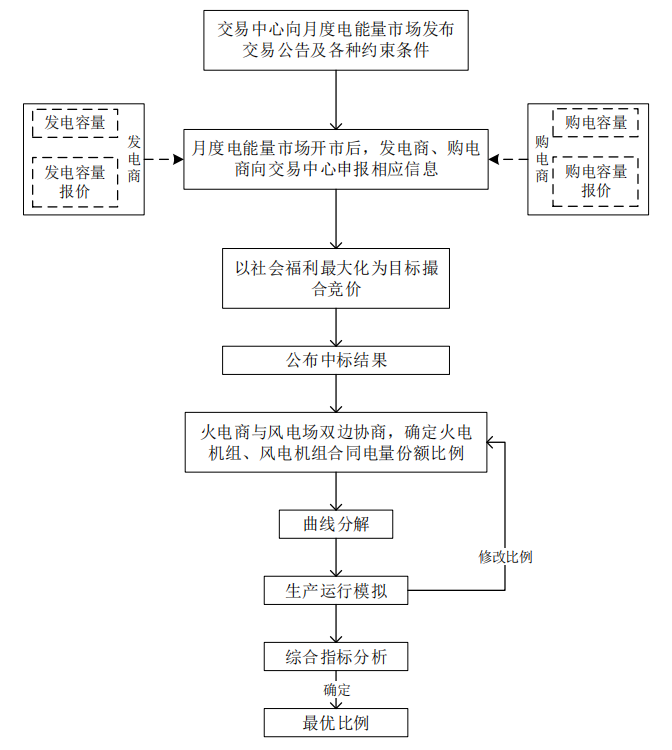 交易中心向月度电能量市场发布
交易公告及各种约束条件
发电容量
发电容量
报价
发
电
商
月度电能量市场开市后，发电商、购电
商向交易中心申报相应信息
购
电
商
购电容量
购电容量
报价
以社会福利最大化为目标撮
合竞价
公布中标结果
火电商与风电场双边协商，确定火电
机组、风电机组合同电量份额比例
曲线分解
修改比例
生产运行模拟
综合指标分析
确定
最优比例